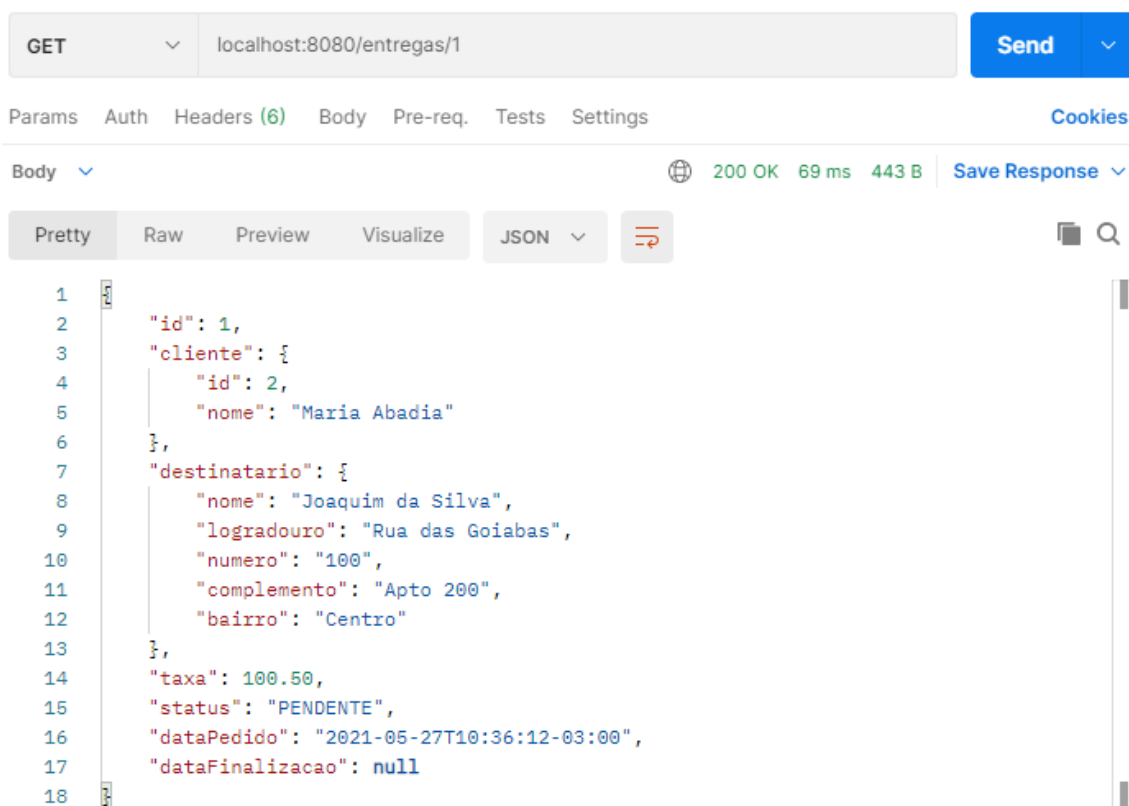 GET localhost:8080/entregas/1 Send
Params Auth Headers (6) Body Pre-req. Tests Settings Cookies
Body 200 OK 69 ms 443 B Save Response
Pretty Raw Preview Visualize JSON
1 {
2 "id": 1,
3 "cliente": {
4 "id": 2,
5 "nome": "Maria Abadia"
6 },
7 "destinatario": {
8 "nome": "Joaquim da Silva",
9 "logradouro": "Rua das Goiabas",
10 "numero": "100",
11 "complemento": "Apto 200",
12 "bairro": "Centro"
13 },
14 "taxa": 100.50,
15 "status": "PENDENTE",
16 "dataPedido": "2021-05-27T10:36:12-03:00",
17 "dataFinalizacao": null
18 }